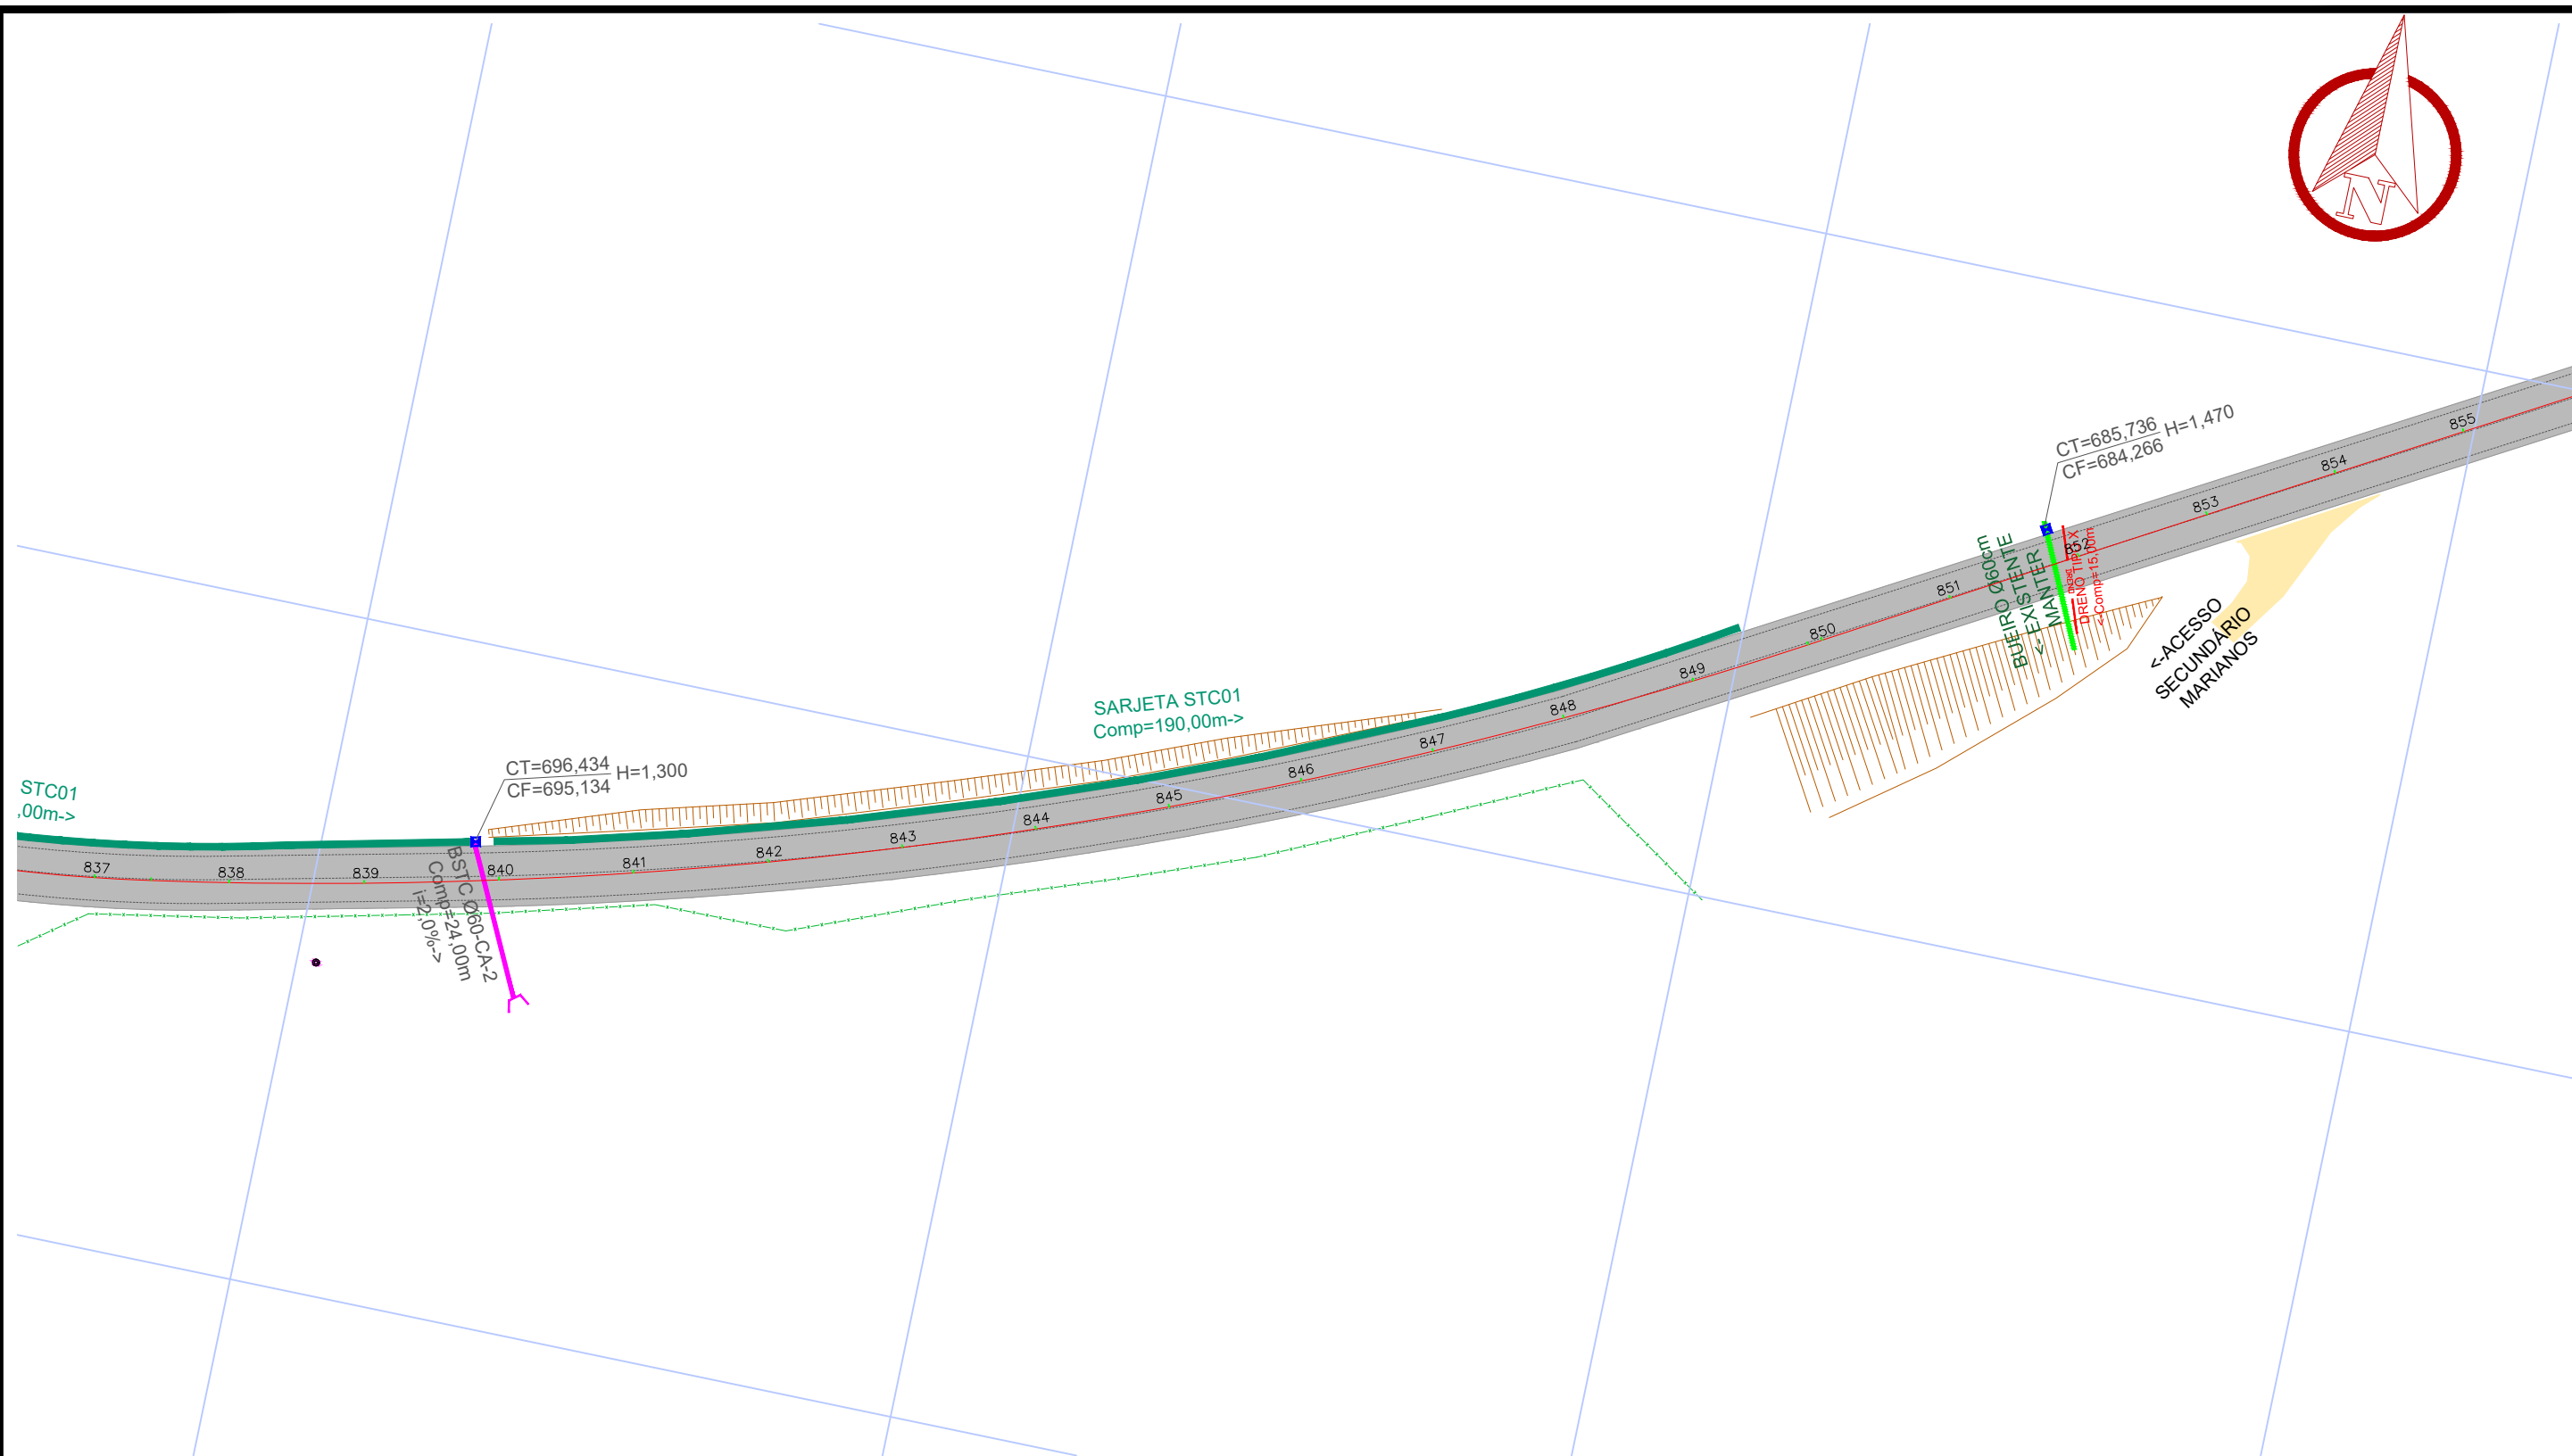 N
CT=685,736
CF=684,266
H=1,470
855
854
853
852
851
850
849
848
847
846
845
844
843
842
841
840
839
838
837
BUEIRO Ø60cm
<- EXISTENTE
MANTER
DRENO TIPO X
<-Comp=15,00m
<-ACESSO
SECUNDÁRIO
MARIANOS
SARJETA STC01
Comp=190,00m->
CT=696,434
CF=695,134
H=1,300
STC01
,00m->
BSTC Ø60-CA-2
Comp=24,00m
i=2,0%->